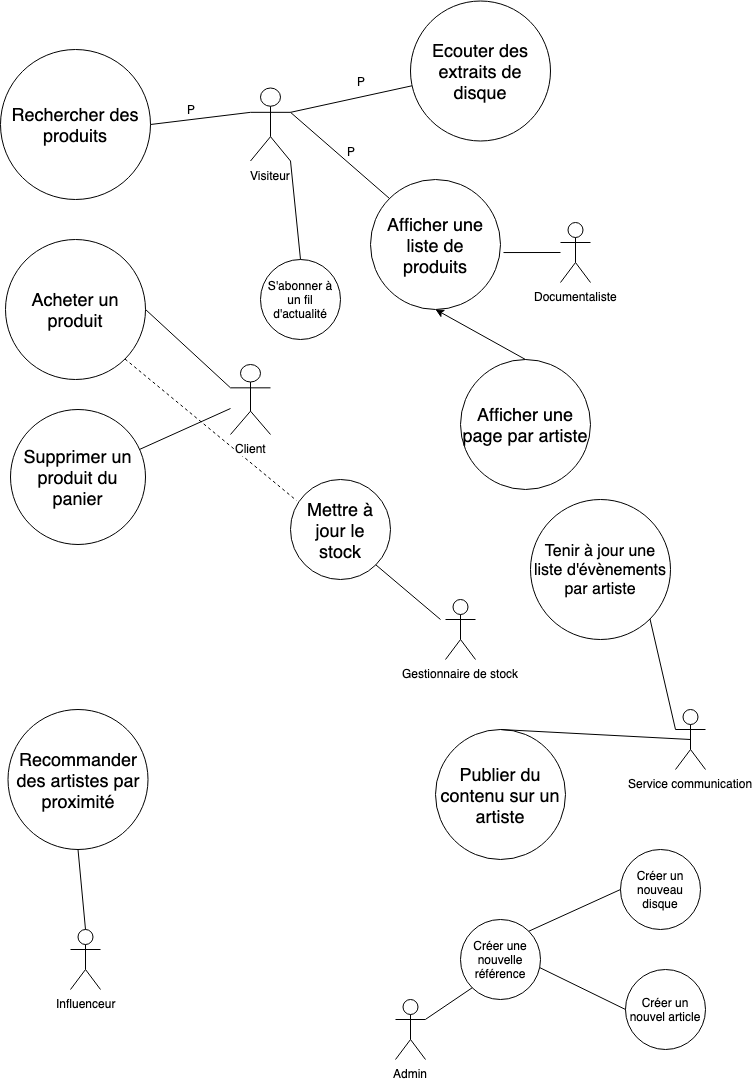 Ecouter des
extraits de
disque
P
Rechercher des
produits
P
P
Visiteur
Afficher une
liste de
produits
Documentaliste
S'abonner à
un fil
d'actualité
Acheter un
produit
Afficher une
page par artiste
Client
Supprimer un
produit du
panier
Mettre à
jour le
stock
Tenir à jour une
liste d'évènements
par artiste
Gestionnaire de stock
Recommander
des artistes par
proximité
Publier du
contenu sur un
artiste
Service communication
Créer un
nouveau
disque
Créer une
nouvelle
référence
Créer un
nouvel article
Influenceur
Admin